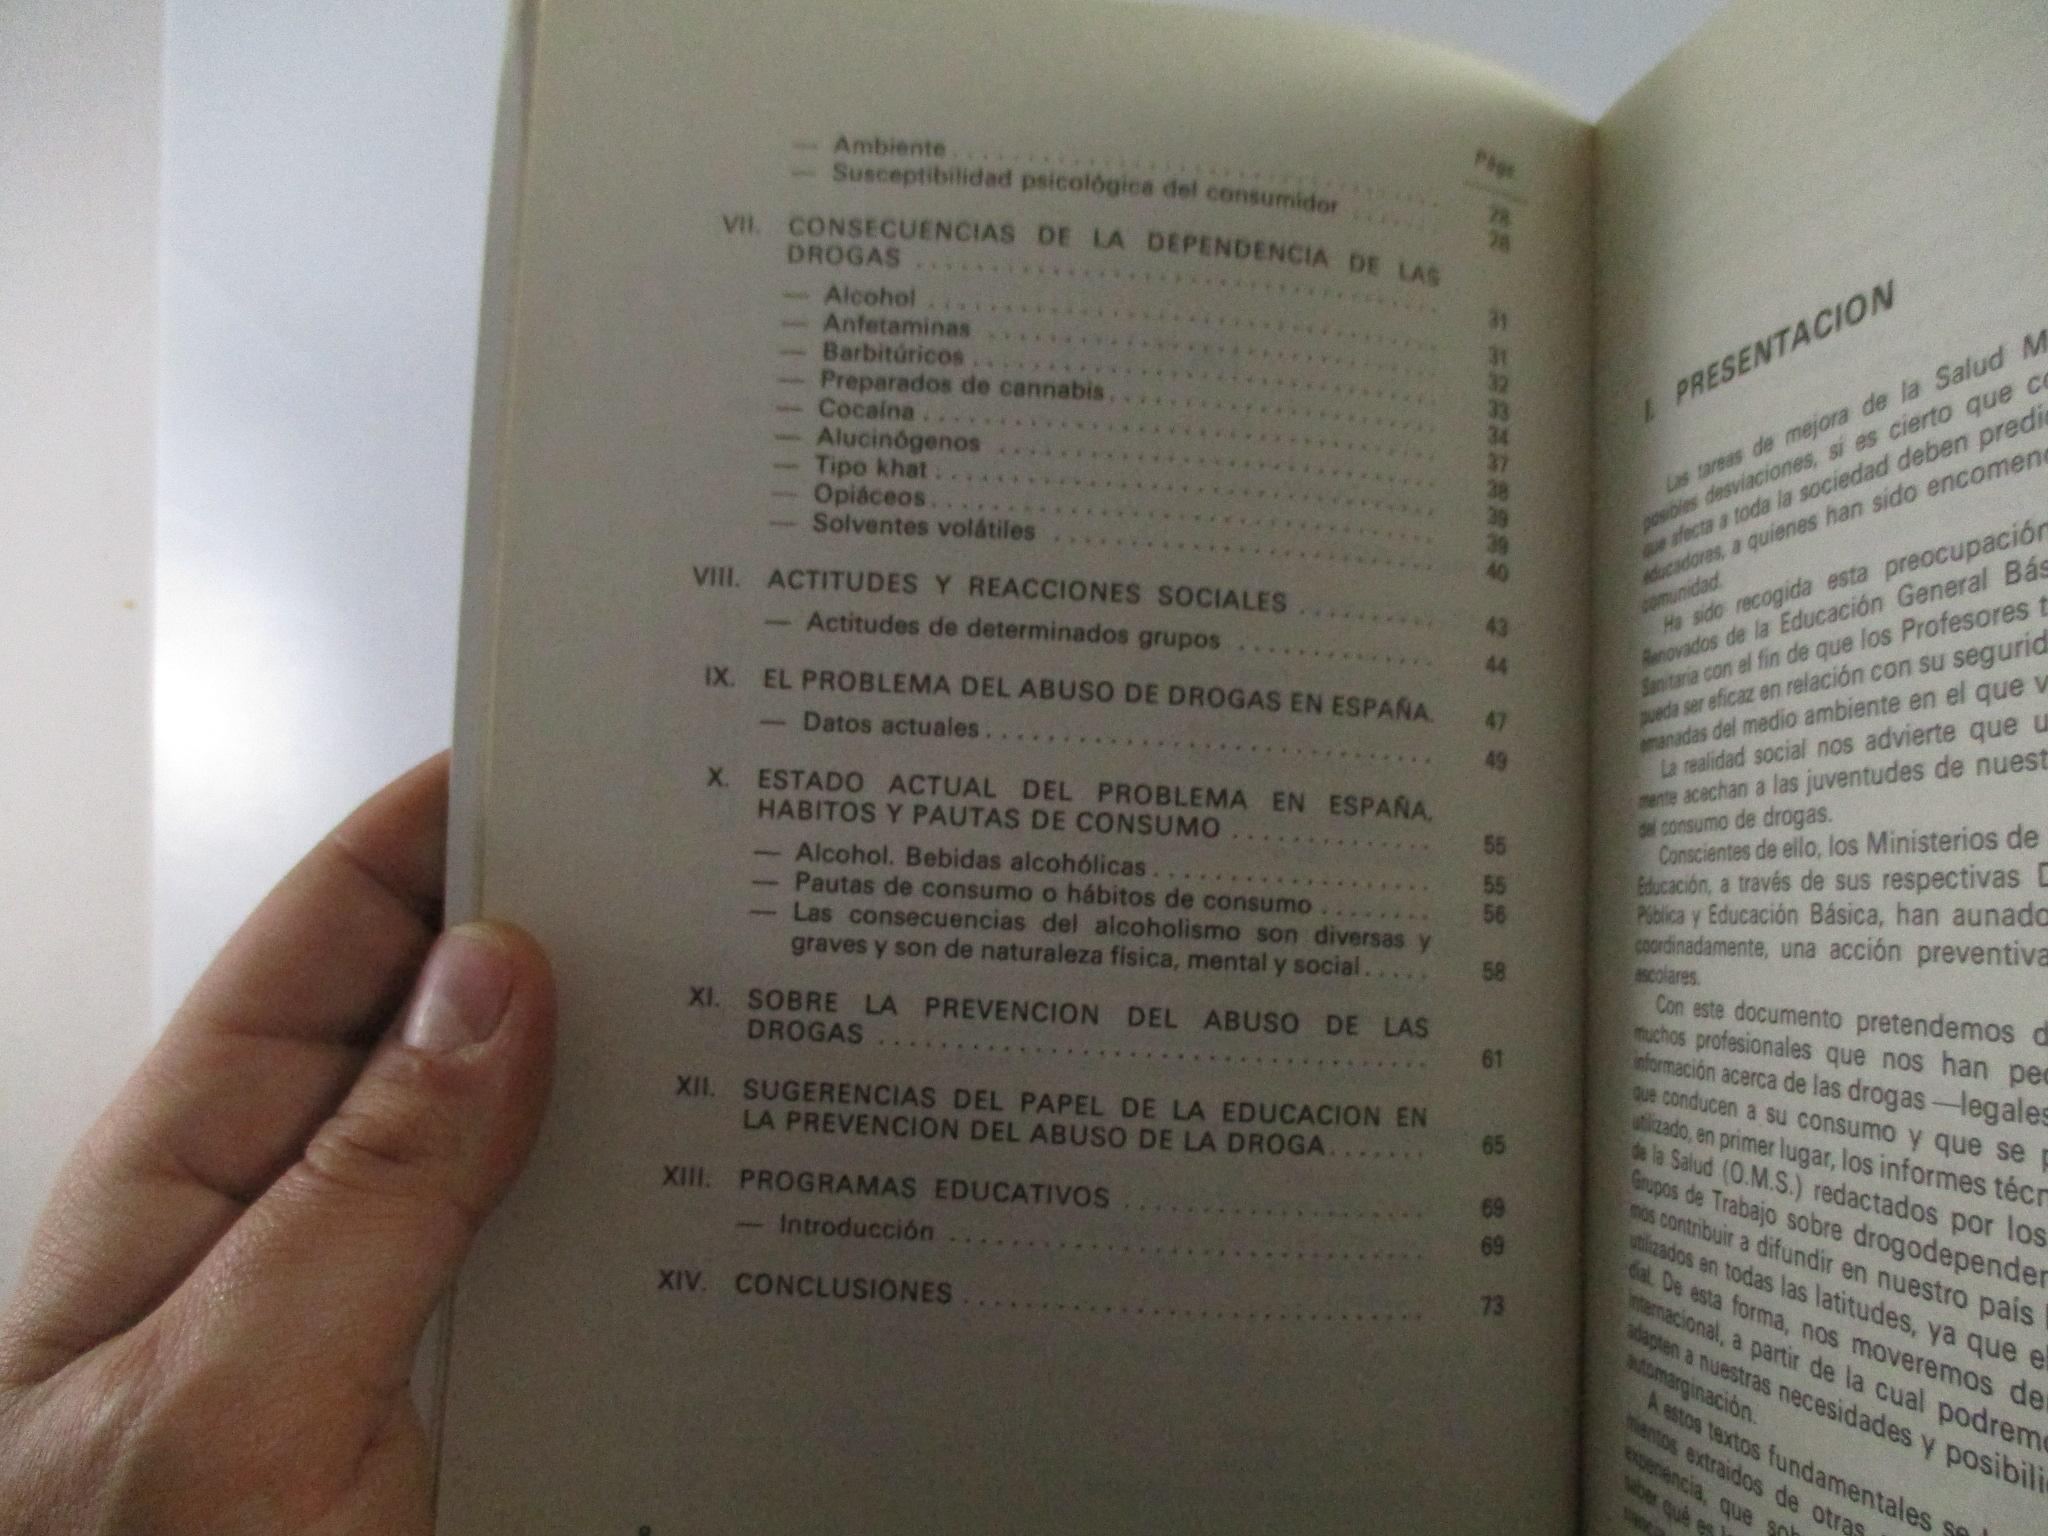 Págs.
— Ambiente . . . . . 28
— Susceptibilidad psicológica del consumidor . . . . . 28
VII. CONSECUENCIAS DE LA DEPENDENCIA DE LAS
DROGAS . . . . . 31
— Alcohol . . . . . 31
— Anfetaminas . . . . . 32
— Barbitúricos . . . . . 33
— Preparados de cannabis . . . . . 34
— Cocaína . . . . . 37
— Alucinógenos . . . . . 38
— Tipo khat . . . . . 39
— Opiáceos . . . . . 39
— Solventes volátiles . . . . . 40
VIII. ACTITUDES Y REACCIONES SOCIALES . . . . . 43
— Actitudes de determinados grupos . . . . . 44
IX. EL PROBLEMA DEL ABUSO DE DROGAS EN ESPAÑA. 47
— Datos actuales . . . . . 49
X. ESTADO ACTUAL DEL PROBLEMA EN ESPAÑA.
HABITOS Y PAUTAS DE CONSUMO . . . . . 55
— Alcohol. Bebidas alcohólicas . . . . . 55
— Pautas de consumo o hábitos de consumo . . . . . 56
— Las consecuencias del alcoholismo son diversas y
graves y son de naturaleza física, mental y social . . . . . 58
XI. SOBRE LA PREVENCION DEL ABUSO DE LAS
DROGAS . . . . . 61
XII. SUGERENCIAS DEL PAPEL DE LA EDUCACION EN
LA PREVENCION DEL ABUSO DE LA DROGA . . . . . 65
XIII. PROGRAMAS EDUCATIVOS . . . . . 69
— Introducción . . . . . 69
XIV. CONCLUSIONES . . . . . 73
I. PRESENTACION
Las tareas de mejora de la Salud M
posibles desviaciones, si es cierto que
que afecta a toda la sociedad deben
educadores, a quienes han sido
comunidad.
Ha sido recogida esta preocupación
Renovados de la Educación General
Sanitaria con el fin de que los Profesores
pueda ser eficaz en relación con su
emanadas del medio ambiente en el que
La realidad social nos advierte que
mente acechan a las juventudes de
del consumo de drogas.
Conscientes de ello, los Ministerios de
Educación, a través de sus respectivas D
Pública y Educación Básica, han aunado
coordinadamente, una acción preventiva
escolares.
Con este documento pretendemos d
muchos profesionales que nos han
información acerca de las drogas —legales
que conducen a su consumo y que se
utilizado, en primer lugar, los informes
de la Salud (O.M.S.) redactados por los
Grupos de Trabajo sobre
mos contribuir a difundir en nuestro país
utilizados en todas las latitudes, ya que
dial. De esta forma, nos moveremos
internacional, a partir de la cual
adapten a nuestras necesidades y
automarginación.
A estos textos fundamentales
mientos extraídos de otras
experiencia, que
saber qué es